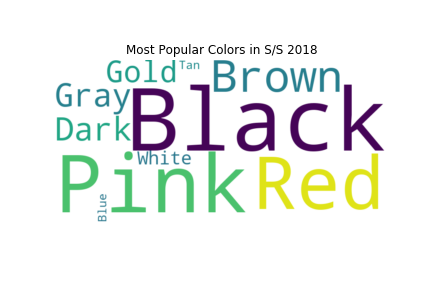 Most Popular Colors in S/S 2018
Gold Tan Brown
Gray Black
Dark
White
Pink Red
Blue